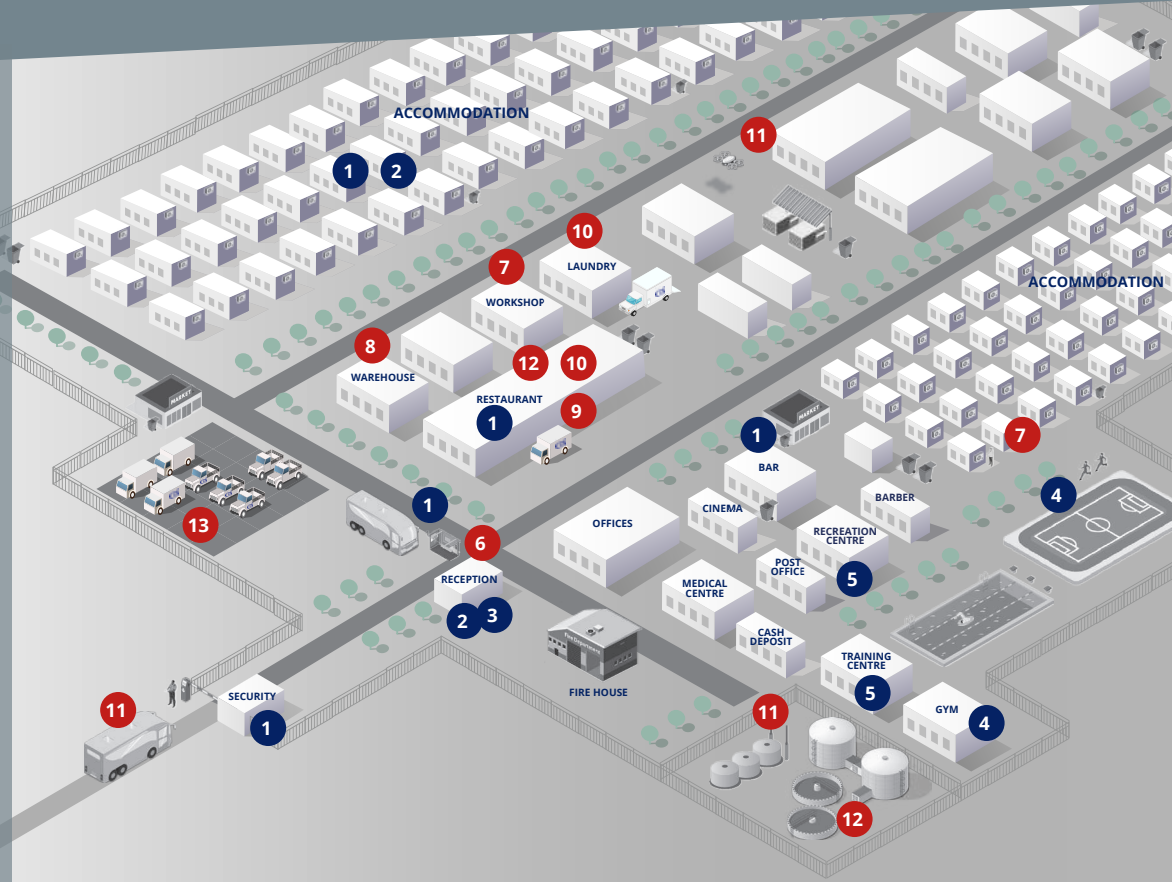 ACCOMMODATION
11
1
2
10
7
LAUNDRY
WORKSHOP
ACCOMMODATION
8
12
10
WAREHOUSE
RESTAURANT
9
1
MARKET
MARKET
1
7
BAR
13
1
CINEMA
BARBER
4
6
OFFICES
RECREATION
CENTRE
5
POST
OFFICE
RECEPTION
2
3
MEDICAL
CENTRE
CASH
DEPOSIT
Fire Department
FIRE HOUSE
TRAINING
CENTRE
5
SECURITY
1
11
11
GYM
4
12